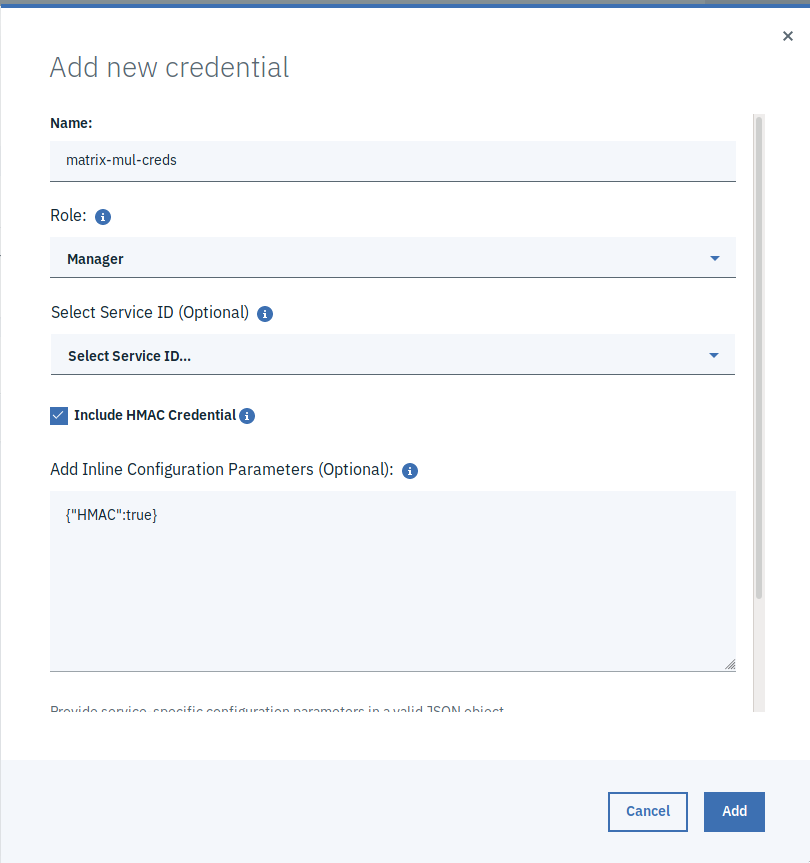 Add new credential
Name:
matrix-mul-creds
Role:
Manager
Select Service ID (Optional)
Select Service ID...
Include HMAC Credential
Add Inline Configuration Parameters (Optional):
{"HMAC":true}
Provide service-specific configuration parameters in a valid JSON object
Cancel Add